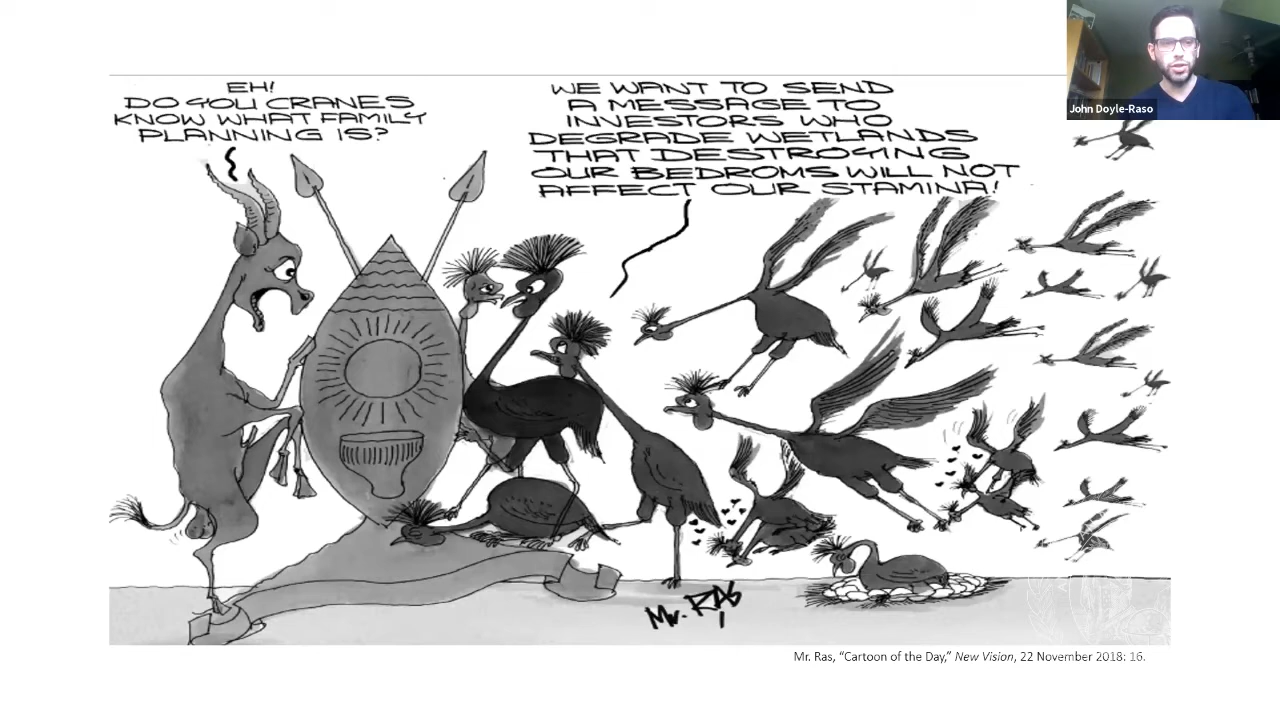 EH!
DO YOU CRANES
KNOW WHAT FAMILY
PLANNING IS?
WE WANT TO SEND
A MESSAGE TO
INVESTORS WHO
DEGRADE WETLANDS
THAT DESTROYING
OUR BEDROMS WILL NOT
AFFECT OUR STAMINA!
John Doyle-Raso
Mr. RAS
Mr. Ras, “Cartoon of the Day,” New Vision, 22 November 2018: 16.